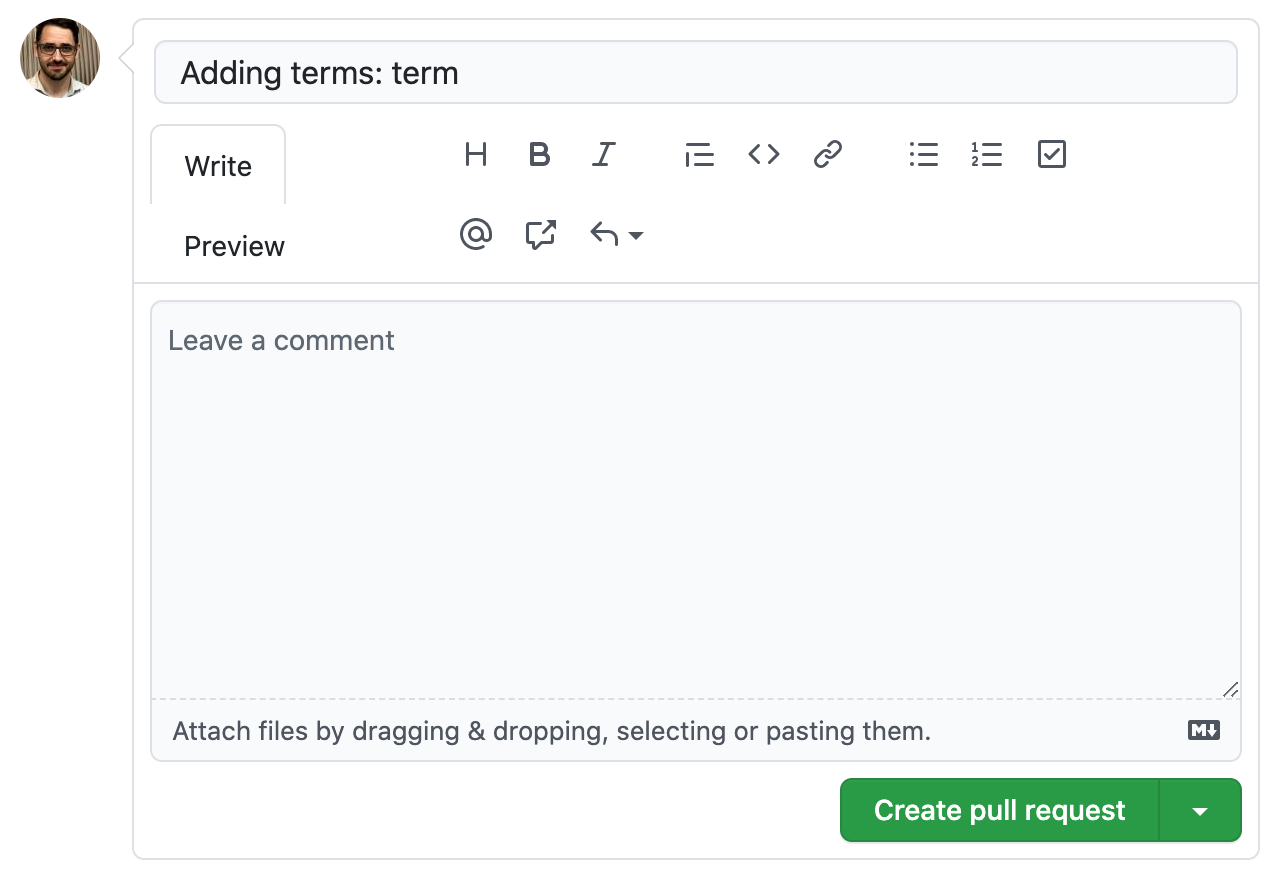 Adding terms: term
Write
Preview
Leave a comment
Attach files by dragging & dropping, selecting or pasting them.
Create pull request